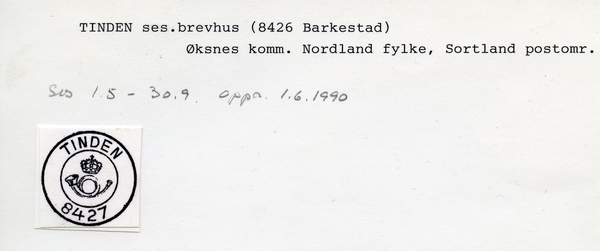 TINDEN ses.brevhus (8426 Barkestad)
Øksnes komm. Nordland fylke, Sortland postomr.
Ses 1.5 - 30.9. oppr. 1.6.1990
TINDEN
8427